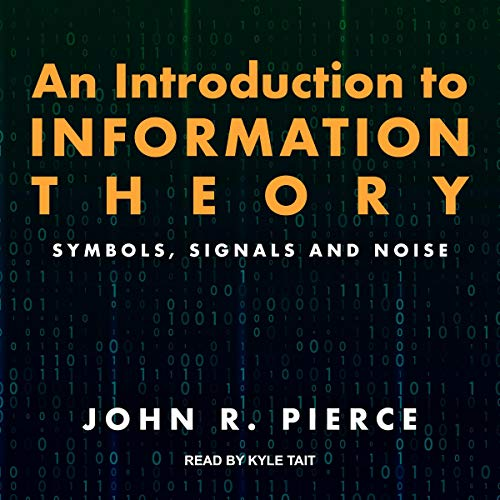 An Introduction to
INFORMATION
THEORY
SYMBOLS, SIGNALS AND NOISE
JOHN R. PIERCE
READ BY KYLE TAIT